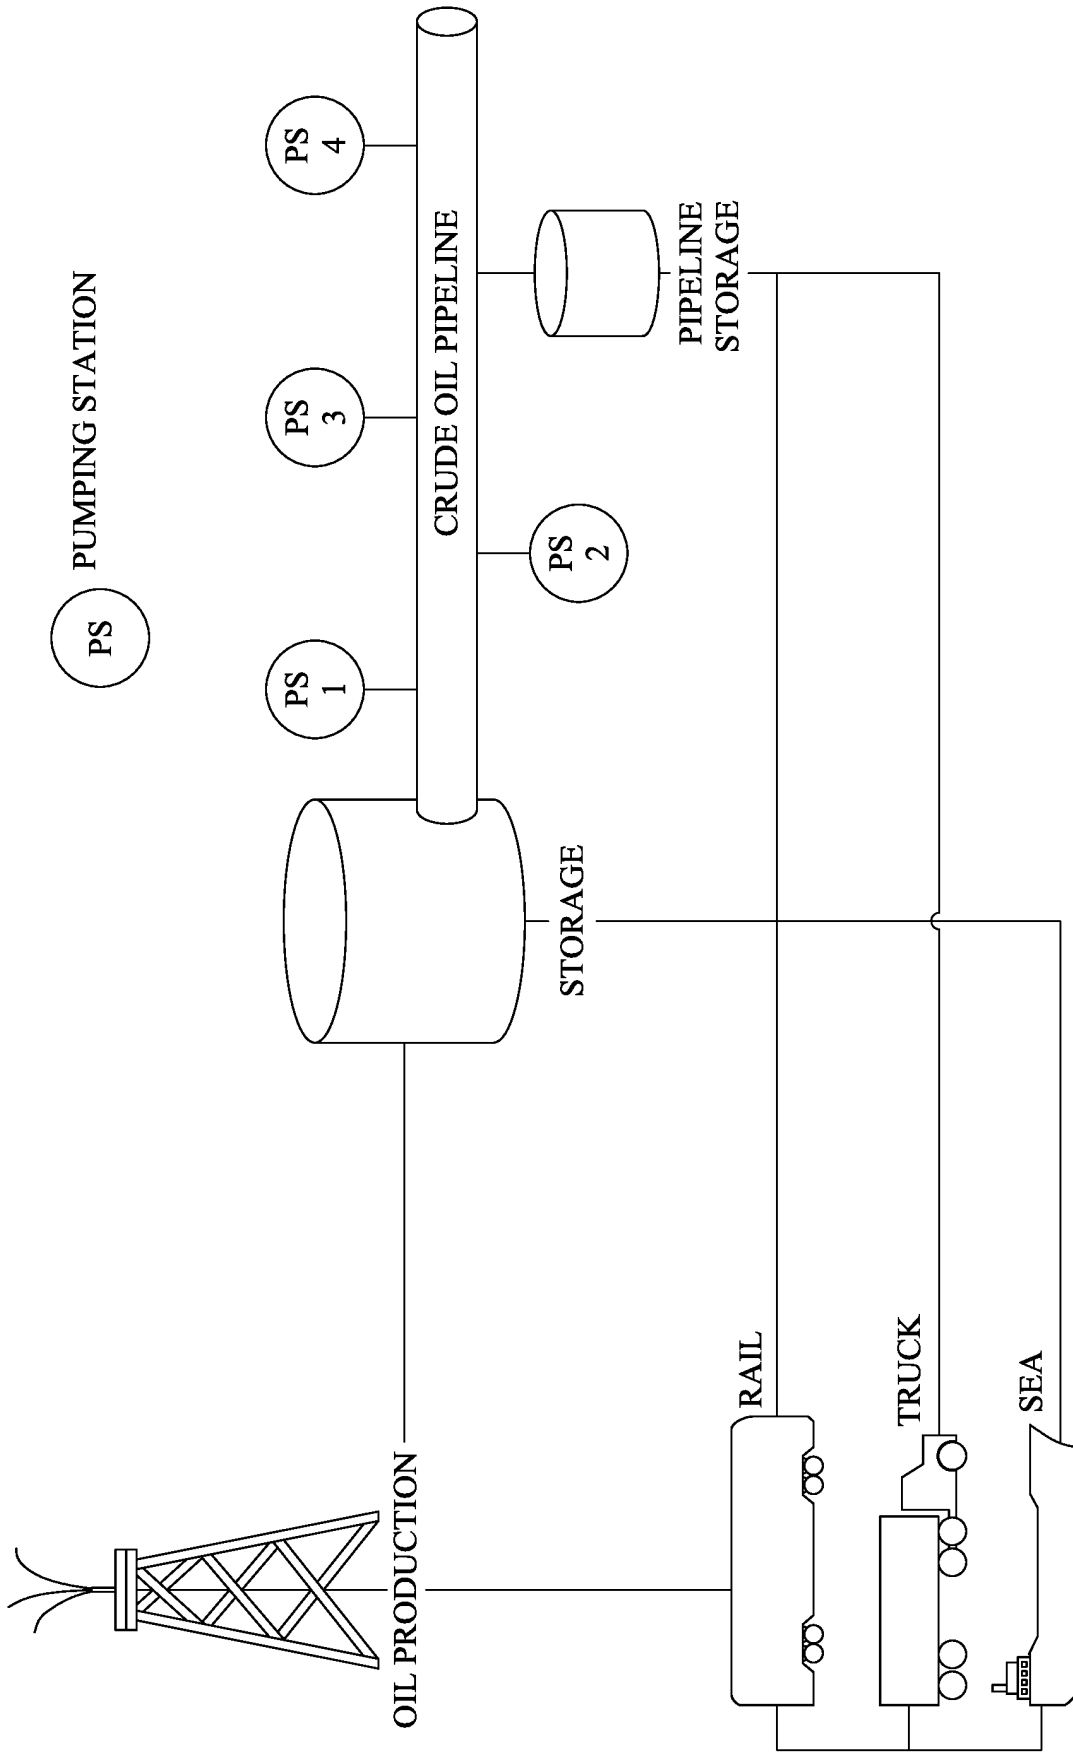 PS
PUMPING STATION
PS
1
PS
3
PS
4
CRUDE OIL PIPELINE
PS
2
STORAGE
PIPELINE
STORAGE
OIL PRODUCTION
RAIL
TRUCK
SEA